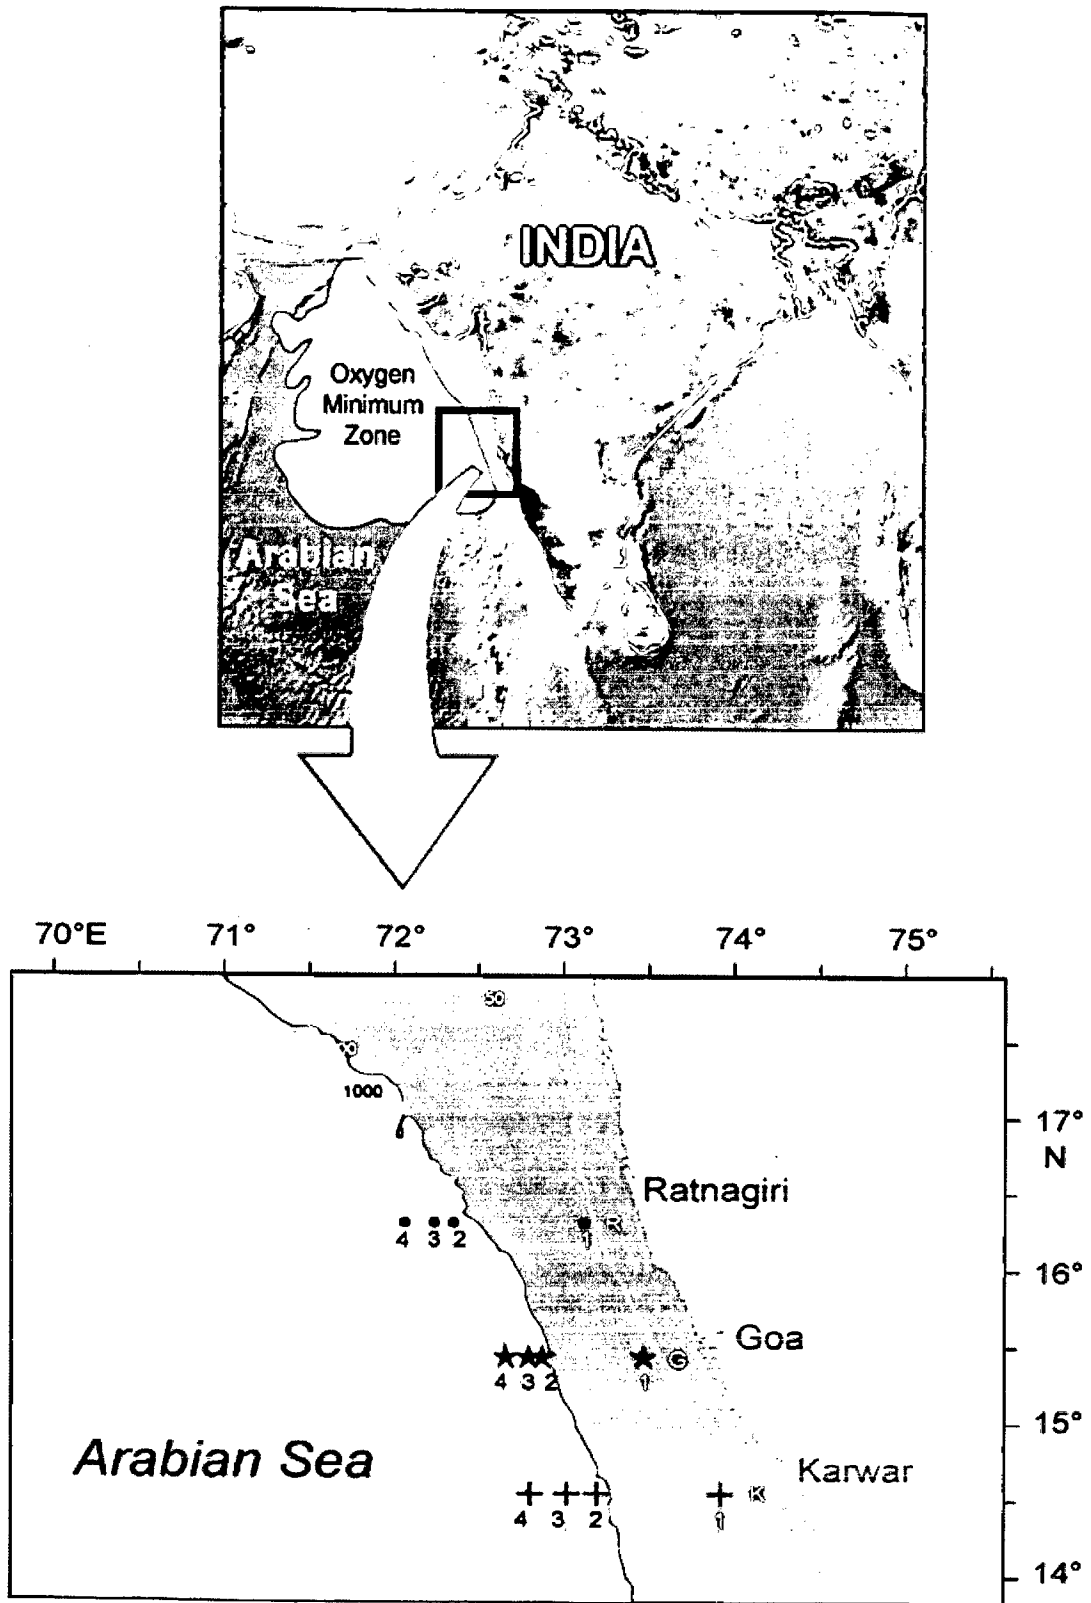 INDIA
Oxygen
Minimum
Zone
Arabian
Sea
70°E 71° 72° 73° 74° 75°
50
1000
17°
N
Ratnagiri
4 3 2 1 R
16°
Goa
G
4 3 2 1
15°
Arabian Sea
Karwar
K
4 3 2 1
14°